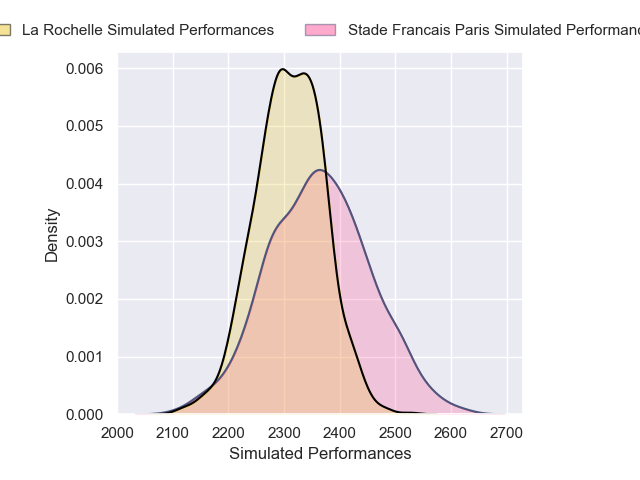 La Rochelle Simulated Performances
Stade Francais Paris Simulated
0.006
0.005
0.004
0.003
0.002
0.001
0.000
Density
2000 2100 2200 2300 2400 2500 2600 2700
Simulated Performances